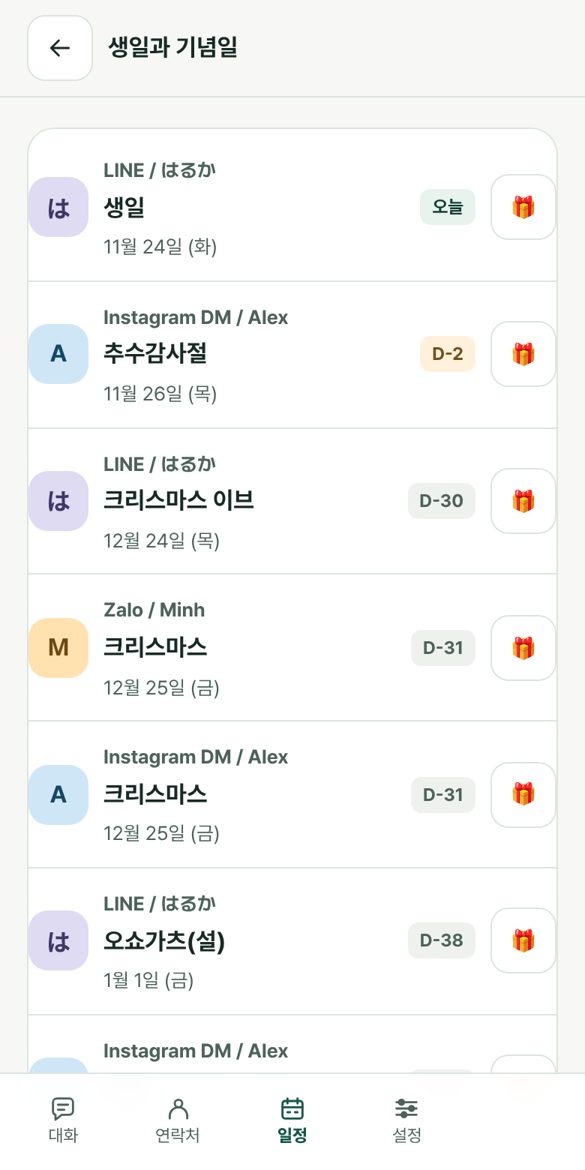 생일과 기념일
LINE / はるか
は
생일
오늘
11월 24일 (화)
Instagram DM / Alex
A
추수감사절
D-2
11월 26일 (목)
LINE / はるか
は
크리스마스 이브
D-30
12월 24일 (목)
Zalo / Minh
M
크리스마스
D-31
12월 25일 (금)
Instagram DM / Alex
A
크리스마스
D-31
12월 25일 (금)
LINE / はるか
は
오쇼가츠(설)
D-38
1월 1일 (금)
Instagram DM / Alex
대화
연락처
일정
설정